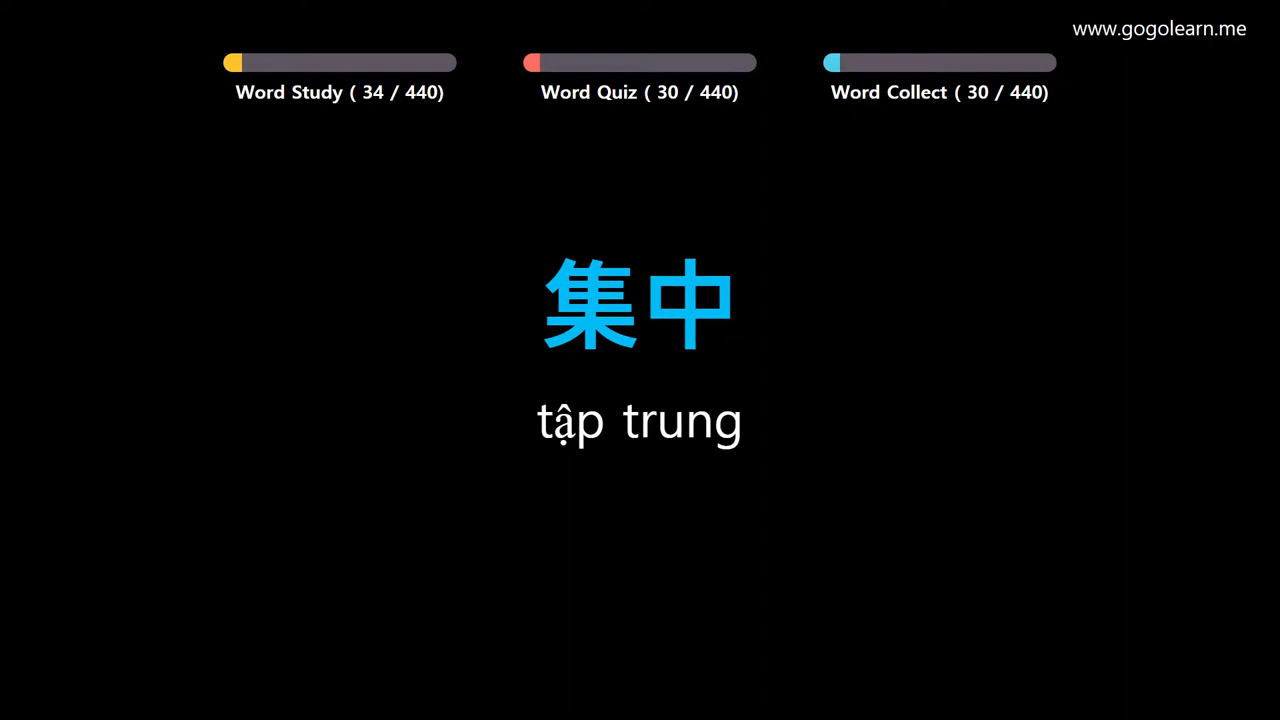 www.gogolearn.me
Word Study ( 34 / 440)
Word Quiz ( 30 / 440)
Word Collect ( 30 / 440)
集中
tập trung